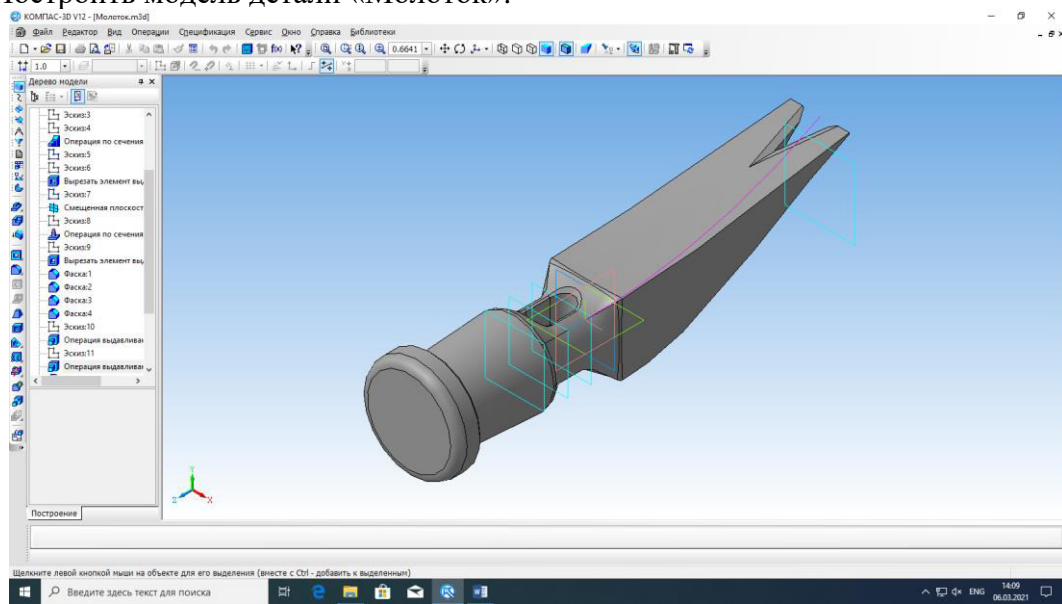 построить модель детали «Молоток».
КОМПАС-3D V12 - [Молоток.m3d]
Файл Редактор Вид Операции Спецификация Сервис Окно Справка Библиотеки
0.6641
1.0
Дерево модели
Эскиз:3
Эскиз:4
Операция по сечения
Эскиз:5
Эскиз:6
Вырезать элемент вы
Эскиз:7
Смещенная плоскост
Эскиз:8
Операция по сечения
Эскиз:9
Вырезать элемент вы
Фаска:1
Фаска:2
Фаска:3
Фаска:4
Эскиз:10
Операция выдавлива
Эскиз:11
Операция выдавлива
Y
Z X
Построение
Щелкните левой кнопкой мыши на объекте для его выделения (вместе с Ctrl - добавить к выделенным)
Введите здесь текст для поиска
ENG
14:09
06.03.2021